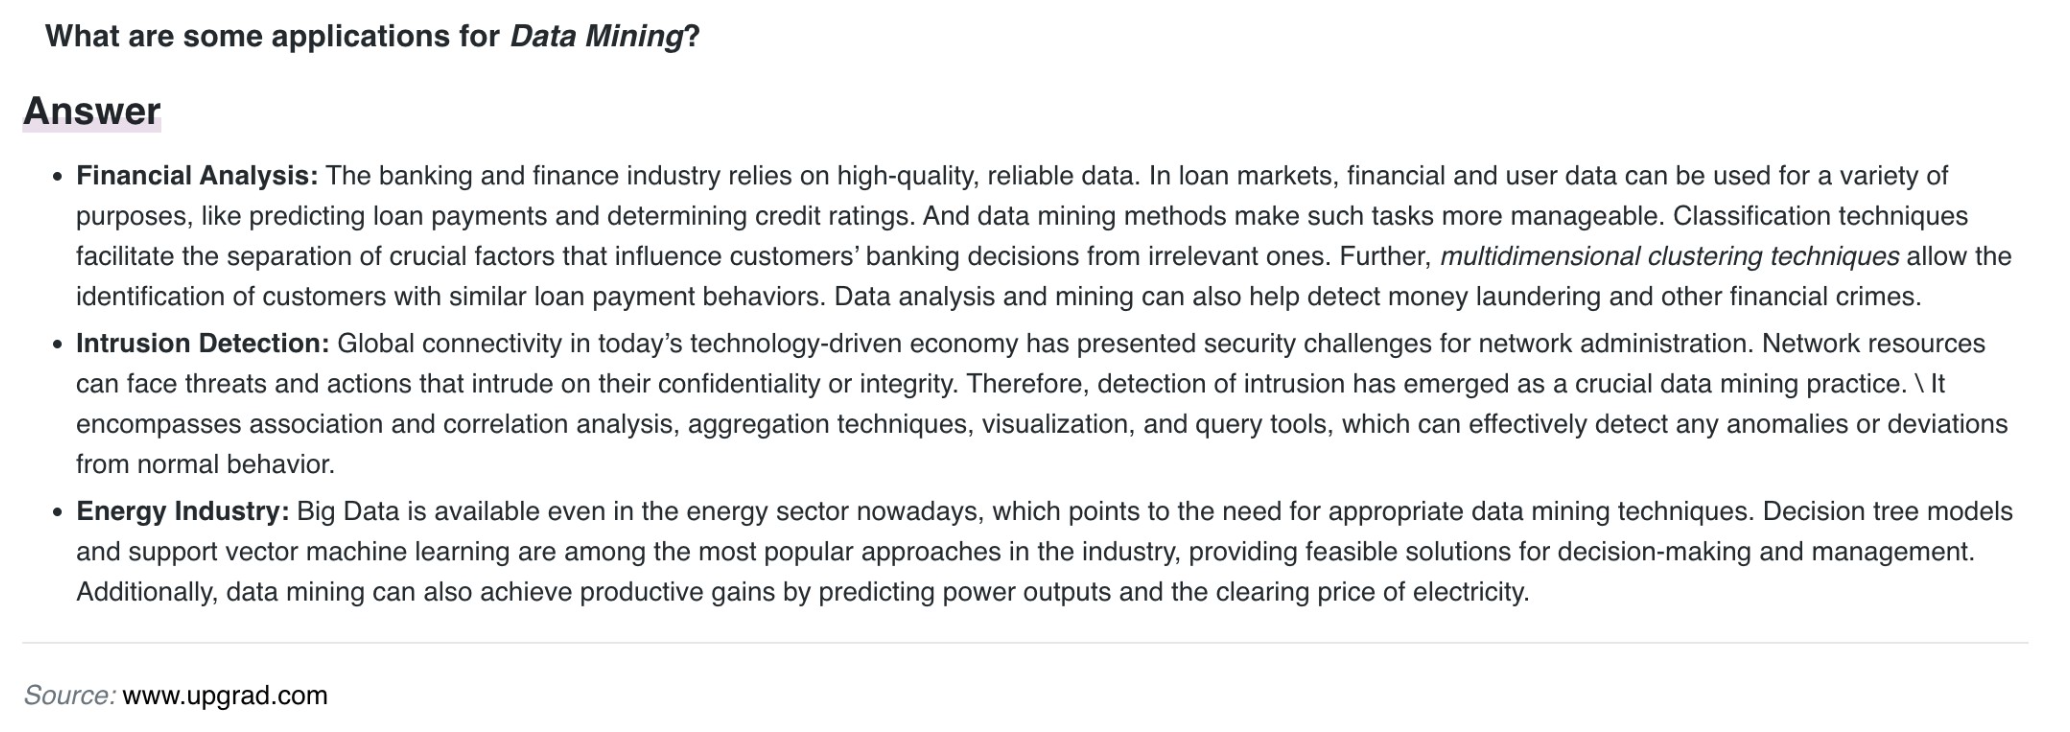 What are some applications for Data Mining?
Answer
• Financial Analysis: The banking and finance industry relies on high-quality, reliable data. In loan markets, financial and user data can be used for a variety of
purposes, like predicting loan payments and determining credit ratings. And data mining methods make such tasks more manageable. Classification techniques
facilitate the separation of crucial factors that influence customers’ banking decisions from irrelevant ones. Further, multidimensional clustering techniques allow the
identification of customers with similar loan payment behaviors. Data analysis and mining can also help detect money laundering and other financial crimes.
• Intrusion Detection: Global connectivity in today’s technology-driven economy has presented security challenges for network administration. Network resources
can face threats and actions that intrude on their confidentiality or integrity. Therefore, detection of intrusion has emerged as a crucial data mining practice. \ It
encompasses association and correlation analysis, aggregation techniques, visualization, and query tools, which can effectively detect any anomalies or deviations
from normal behavior.
• Energy Industry: Big Data is available even in the energy sector nowadays, which points to the need for appropriate data mining techniques. Decision tree models
and support vector machine learning are among the most popular approaches in the industry, providing feasible solutions for decision-making and management.
Additionally, data mining can also achieve productive gains by predicting power outputs and the clearing price of electricity.
Source: www.upgrad.com